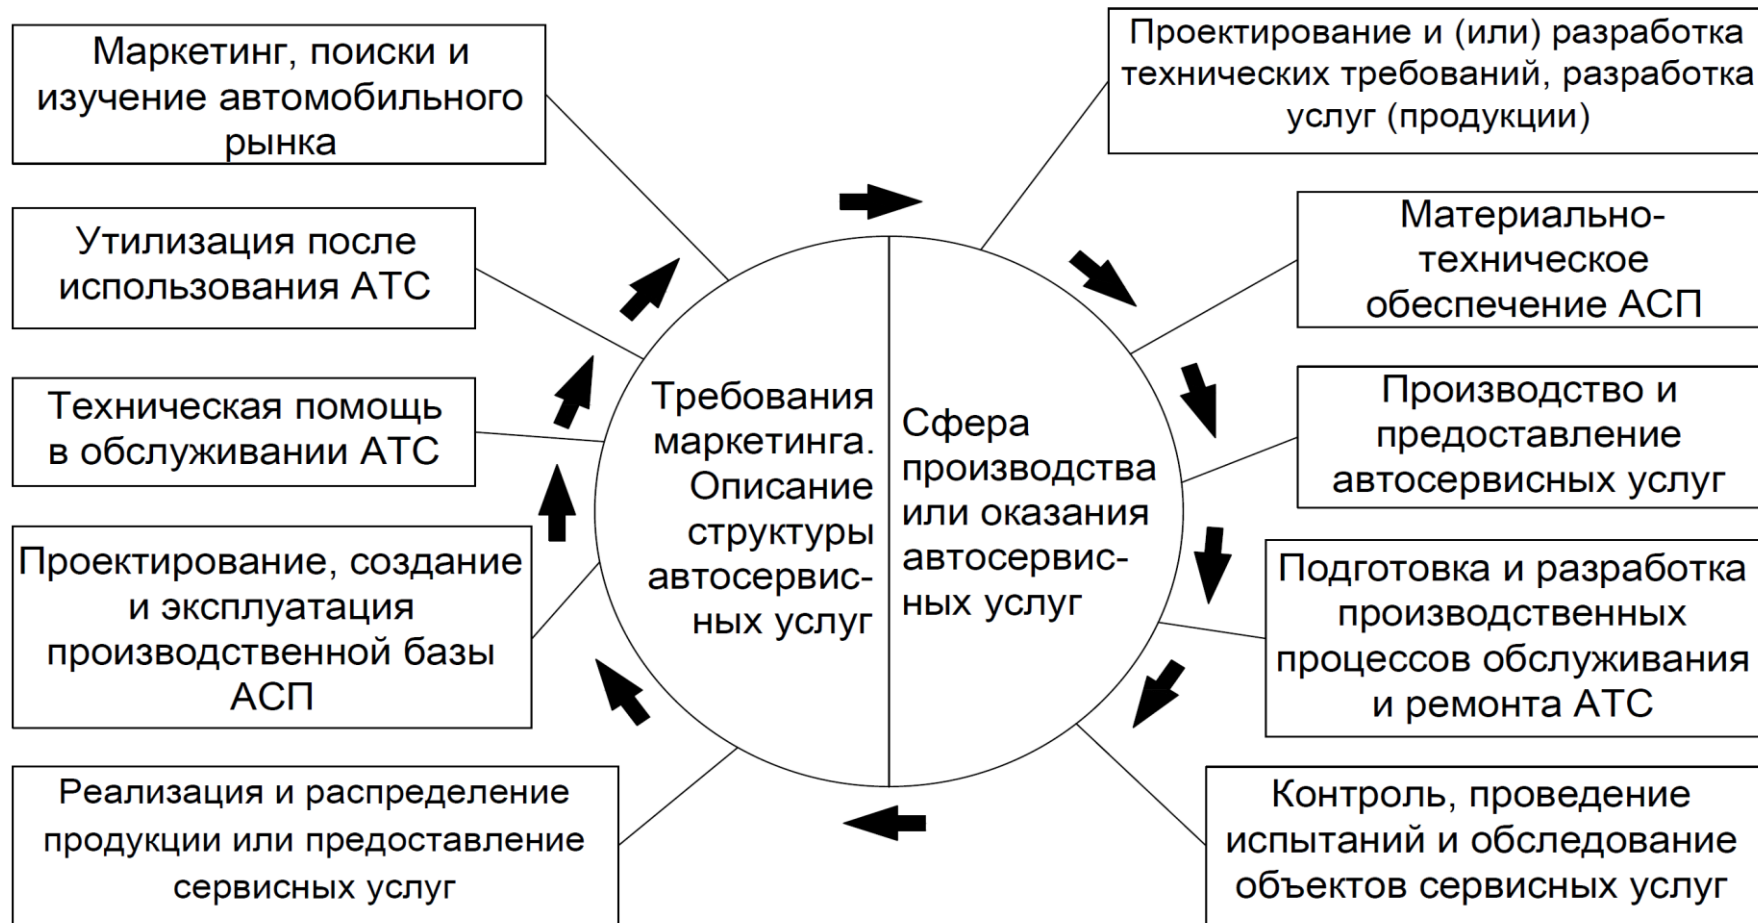 Маркетинг, поиски и
изучение автомобильного
рынка
Утилизация после
использования АТС
Техническая помощь
в обслуживании АТС
Проектирование, создание
и эксплуатация
производственной базы
АСП
Реализация и распределение
продукции или предоставление
сервисных услуг
Требования
маркетинга.
Описание
структуры
автосервис-
ных услуг
Сфера
производства
или оказания
автосервис-
ных услуг
Проектирование и (или) разработка
технических требований, разработка
услуг (продукции)
Материально-
техническое
обеспечение АСП
Производство и
предоставление
автосервисных услуг
Подготовка и разработка
производственных
процессов обслуживания
и ремонта АТС
Контроль, проведение
испытаний и обследование
объектов сервисных услуг